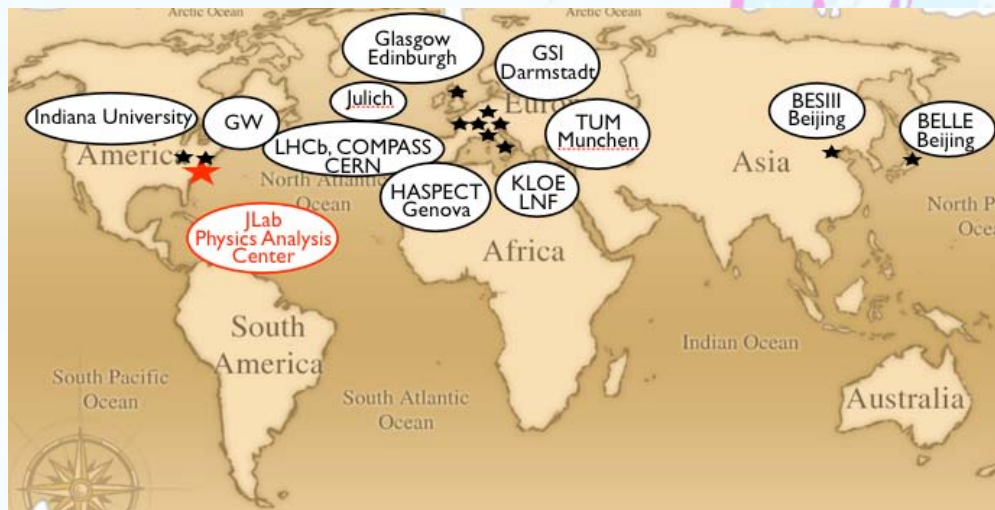 Arctic Ocean
Arctic Ocean
Glasgow
Edinburgh
GSI
Darmstadt
Julich
Europ
Indiana University
GW
BESIII
Beijing
BELLE
Beijing
America
LHCb, COMPASS
CERN
TUM
Munchen
Asia
North Atlantic
Ocean
HASPECT
Genova
KLOE
LNF
North P
Ocea
JLab
Physics Analysis
Center
Africa
South
America
Indian Ocean
South Pacific
Ocean
South Atlantic
Ocean
Australia